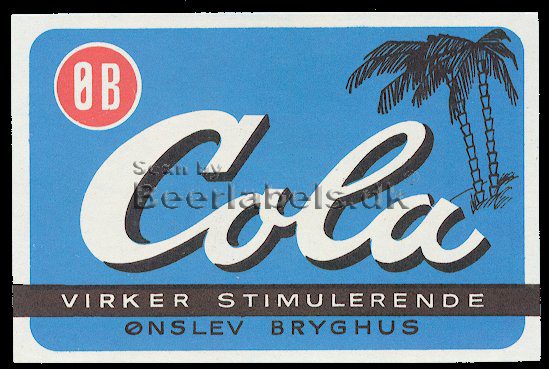 ØB
Cola
Scan by:
Beerlabels.dk
VIRKER STIMULERENDE
ØNSLEV BRYGHUS